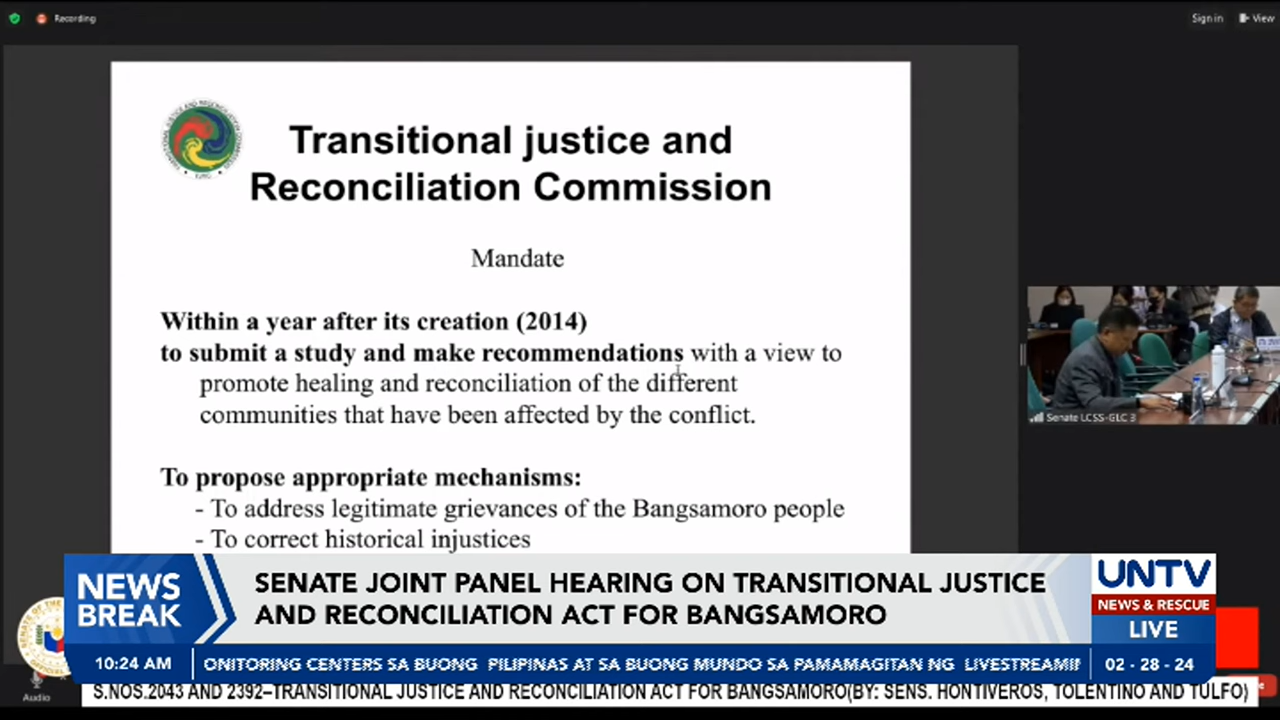 Recording
Sign in
View
Transitional justice and
Reconciliation Commission
Mandate
Within a year after its creation (2014)
to submit a study and make recommendations with a view to
promote healing and reconciliation of the different
communities that have been affected by the conflict.
To propose appropriate mechanisms:
- To address legitimate grievances of the Bangsamoro people
- To correct historical injustices
Senate LCSS-GLC 3
NEWS
BREAK
SENATE JOINT PANEL HEARING ON TRANSITIONAL JUSTICE
AND RECONCILIATION ACT FOR BANGSAMORO
UNTV
NEWS & RESCUE
LIVE
10:24 AM
ONITORING CENTERS SA BUONG PILIPINAS AT SA BUONG MUNDO SA PAMAMAGITAN NG LIVESTREAMI
02 - 28 - 24
Audio
S.NOS.2043 AND 2392–TRANSITIONAL JUSTICE AND RECONCILIATION ACT FOR BANGSAMORO(BY: SENS. HONTIVEROS, TOLENTINO AND TULFO)